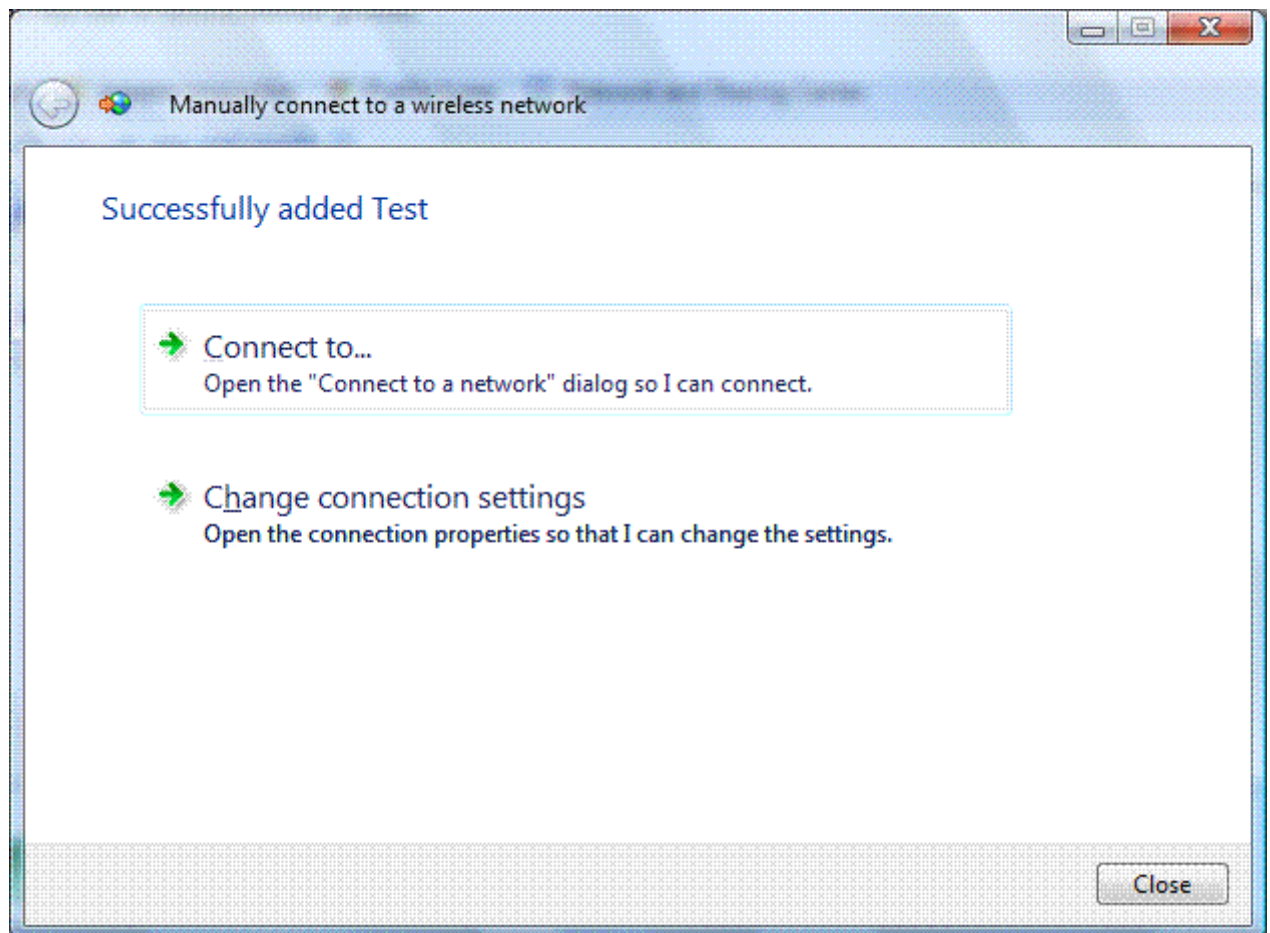 Manually connect to a wireless network
Successfully added Test
Connect to...
Open the "Connect to a network" dialog so I can connect.
Change connection settings
Open the connection properties so that I can change the settings.
Close